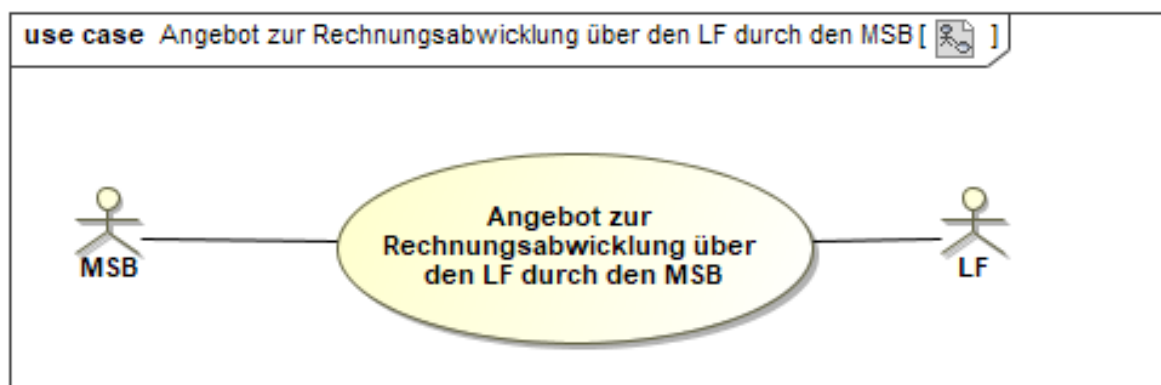 use case Angebot zur Rechnungsabwicklung über den LF durch den MSB [ ]
Angebot zur
Rechnungsabwicklung über
den LF durch den MSB
MSB
LF